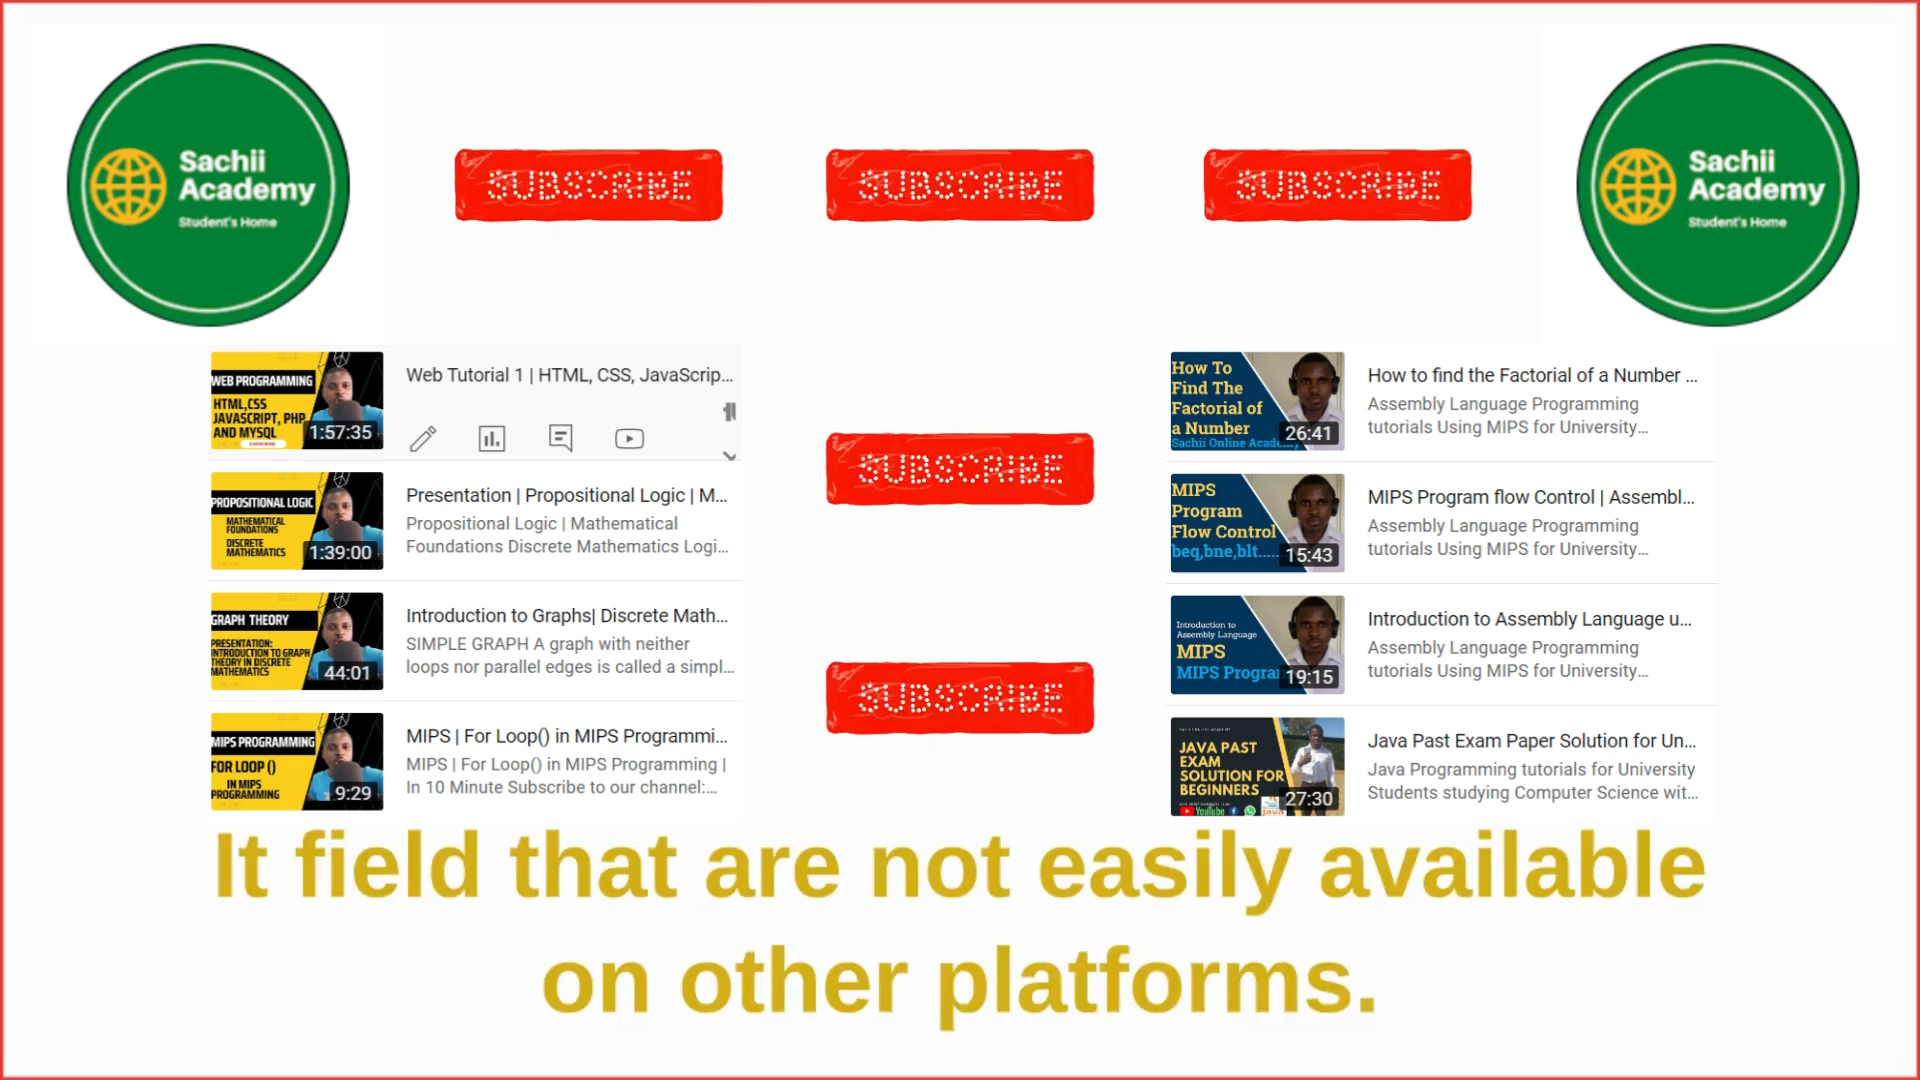 Sachii
Academy
Student's Home
SUBSCRIBE
SUBSCRIBE
SUBSCRIBE
Sachii
Academy
Student's Home
WEB PROGRAMMING
HTML,CSS
JAVASCRIPT, PHP
AND MYSQL
1:57:35
Web Tutorial 1 | HTML, CSS, JavaScrip...
PROPOSITIONAL LOGIC
MATHEMATICAL
FOUNDATIONS
DISCRETE
MATHEMATICS
1:39:00
Presentation | Propositional Logic | M...
Propositional Logic | Mathematical
Foundations Discrete Mathematics Logi...
GRAPH THEORY
PRESENTATION:
INTRODUCTION TO GRAPH
THEORY IN DISCRETE
MATHEMATICS
44:01
Introduction to Graphs| Discrete Math...
SIMPLE GRAPH A graph with neither
loops nor parallel edges is called a simpl...
MIPS PROGRAMMING
FOR LOOP ()
IN MIPS
PROGRAMMING
9:29
MIPS | For Loop() in MIPS Programmi...
MIPS | For Loop() in MIPS Programming |
In 10 Minute Subscribe to our channel:...
SUBSCRIBE
SUBSCRIBE
How To
Find The
Factorial of
a Number
Sachii Online Academy
26:41
How to find the Factorial of a Number ...
Assembly Language Programming
tutorials Using MIPS for University...
MIPS
Program
Flow Control
beq,bne,blt.....
15:43
MIPS Program flow Control | Assembl...
Assembly Language Programming
tutorials Using MIPS for University...
Introduction to
Assembly Language
MIPS
MIPS Progra
19:15
Introduction to Assembly Language u...
Assembly Language Programming
tutorials Using MIPS for University...
JAVA PAST
EXAM
SOLUTION FOR
BEGINNERS
YouTube
Java
27:30
Java Past Exam Paper Solution for Un...
Java Programming tutorials for University
Students studying Computer Science wit...
It field that are not easily available
on other platforms.